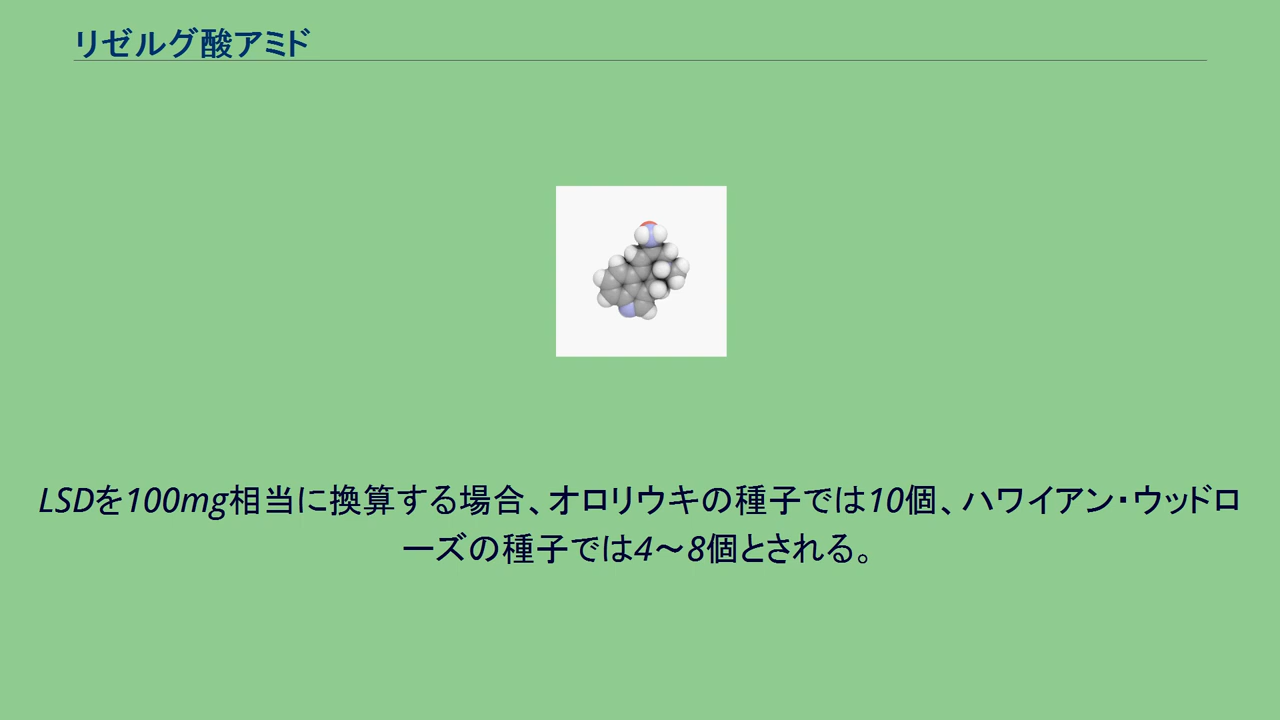 リゼルグ酸アミド
LSDを100mg相当に換算する場合、オロリウキの種子では10個、ハワイアン・ウッドロ
ーズの種子では4〜8個とされる。